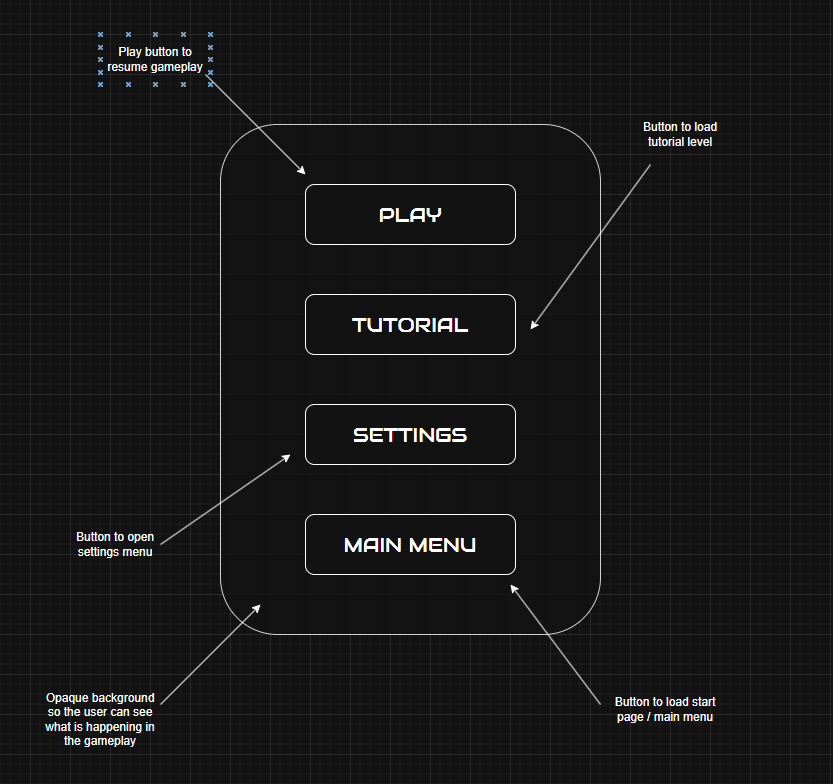 Play button to
resume gameplay
Button to load
tutorial level
PLAY
TUTORIAL
SETTINGS
Button to open
settings menu
MAIN MENU
Opaque background
so the user can see
what is happening in
the gameplay
Button to load start
page / main menu